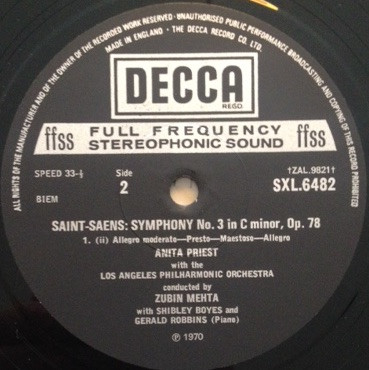 ALL RIGHTS OF THE MANUFACTURER AND OF THE OWNER OF THE RECORDED WORK RESERVED · UNAUTHORISED PUBLIC PERFORMANCE BROADCASTING AND COPYING OF THIS RECORD PROHIBITED
MADE IN ENGLAND · THE DECCA RECORD CO. LTD.
DECCA
REGD.
ffss FULL FREQUENCY ffss
STEREOPHONIC SOUND
SPEED 33-⅓
Side
2
†ZAL.9821†
SXL.6482
BIEM
SAINT-SAENS: SYMPHONY No. 3 in C minor, Op. 78
1. (ii) Allegro moderato—Presto—Maestoso—Allegro
ANITA PRIEST
with the
LOS ANGELES PHILHARMONIC ORCHESTRA
conducted by
ZUBIN MEHTA
with SHIBLEY BOYES and
GERALD ROBBINS (Piano)
Ⓟ 1970